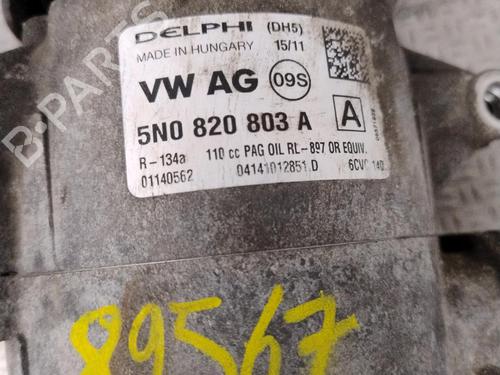 DELPHI (DH5)
MADE IN HUNGARY 15/11
VW AG 09S
5N0 820 803 A A
R-134a 110 cc PAG OIL RL-897 OR EQUIV.
01140562 04141012851.D 6CVC 140
89567